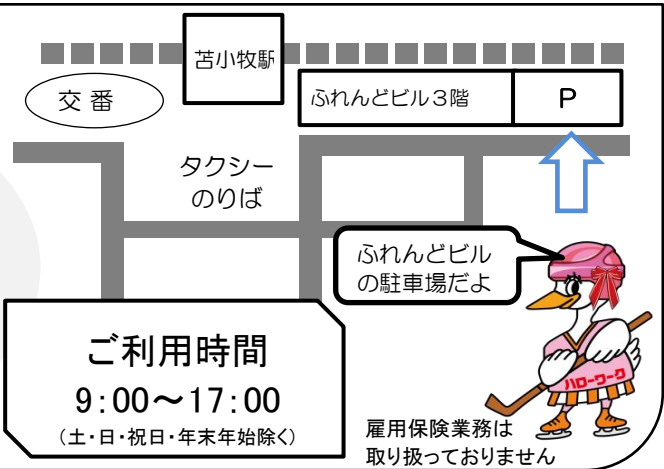 苫小牧駅
交番
ふれんどビル3階
P
タクシー
のりば
ふれんどビル
の駐車場だよ
ご利用時間
9:00~17:00
(土・日・祝日・年末年始除く)
ハローワーク
雇用保険業務は
取り扱っておりません